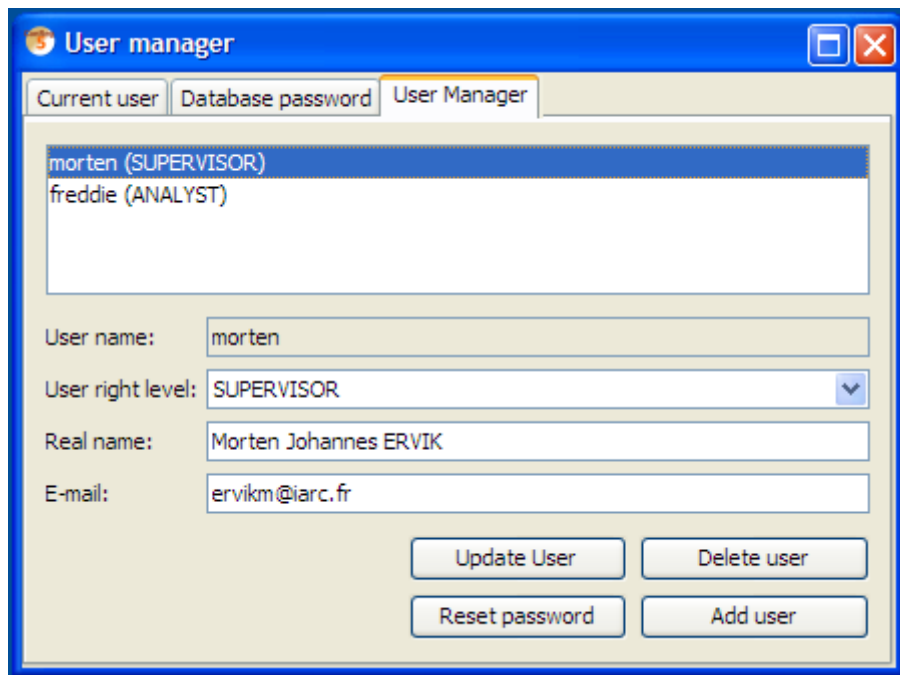 User manager
Current user Database password User Manager
morten (SUPERVISOR)
freddie (ANALYST)
User name: morten
User right level: SUPERVISOR
Real name: Morten Johannes ERVIK
E-mail: ervikm@iarc.fr
Update User Delete user
Reset password Add user